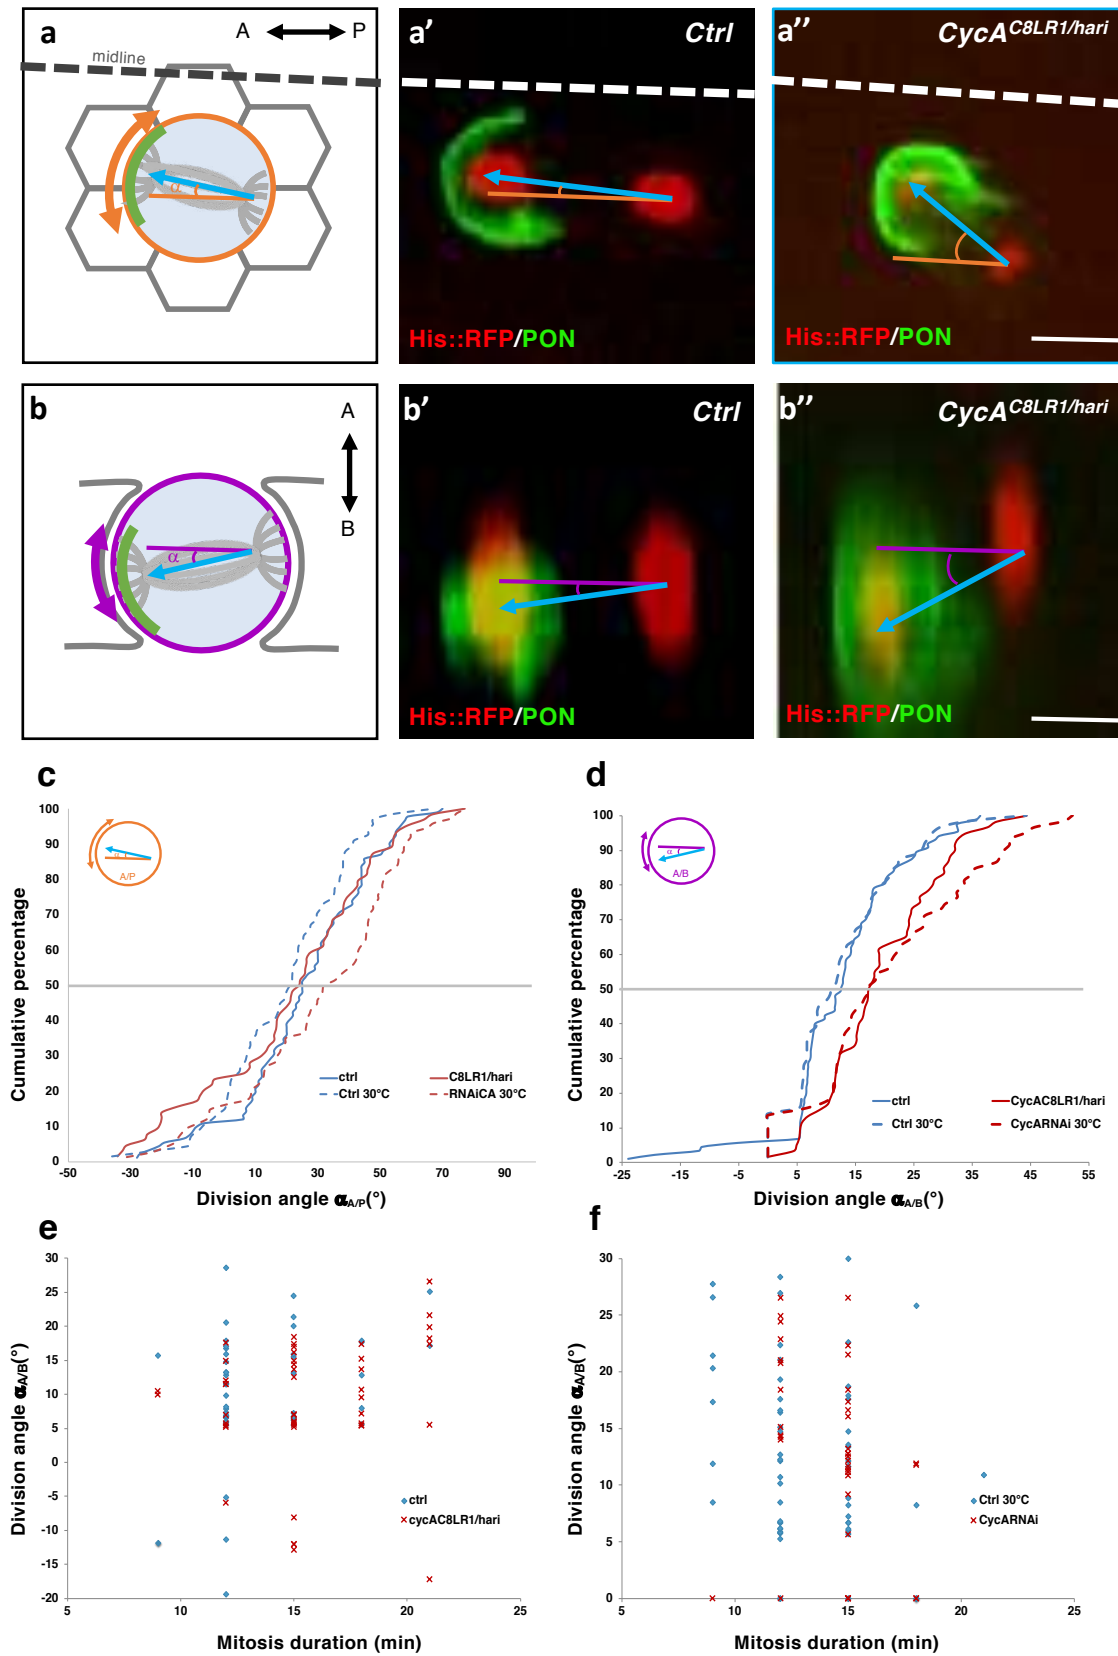 a
A
P
midline
α
a'
Ctrl
His::RFP/PON
a''
CycA^C8LR1/hari
His::RFP/PON
b
A
B
α
b'
Ctrl
His::RFP/PON
b''
CycA^C8LR1/hari
His::RFP/PON
c
Cumulative percentage
100
90
80
70
60
50
40
30
20
10
0
α
A/P
ctrl
C8LR1/hari
Ctrl 30°C
RNAiCA 30°C
-50
-30
-10
10
30
50
70
90
Division angle α A/P(°)
d
Cumulative percentage
100
90
80
70
60
50
40
30
20
10
0
α
A/B
ctrl
CycAC8LR1/hari
Ctrl 30°C
CycARNAi 30°C
-25
-15
-5
5
15
25
35
45
55
Division angle α A/B(°)
e
Division angle α A/B(°)
30
25
20
15
10
5
0
-5
-10
-15
-20
ctrl
cycAC8LR1/hari
5
10
15
20
25
Mitosis duration (min)
f
Division angle α A/B(°)
30
25
20
15
10
5
0
Ctrl 30°C
CycARNAi
5
10
15
20
25
Mitosis duration (min)